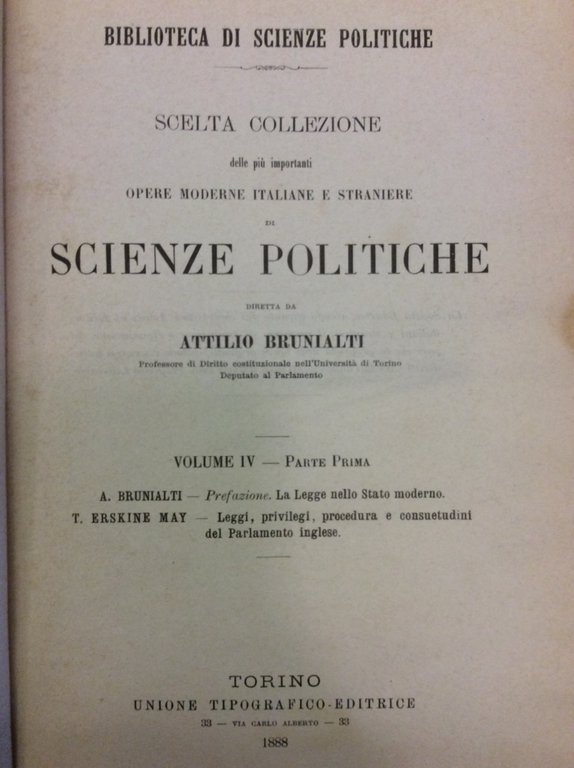 BIBLIOTECA DI SCIENZE POLITICHE
SCELTA COLLEZIONE
delle più importanti
OPERE MODERNE ITALIANE E STRANIERE
DI
SCIENZE POLITICHE
DIRETTA DA
ATTILIO BRUNIALTI
Professore di Diritto costituzionale nell'Università di Torino
Deputato al Parlamento
VOLUME IV — PARTE PRIMA
A. BRUNIALTI — Prefazione. La Legge nello Stato moderno.
T. ERSKINE MAY — Leggi, privilegi, procedura e consuetudini
del Parlamento inglese.
TORINO
UNIONE TIPOGRAFICO-EDITRICE
33 — VIA CARLO ALBERTO — 33
1888